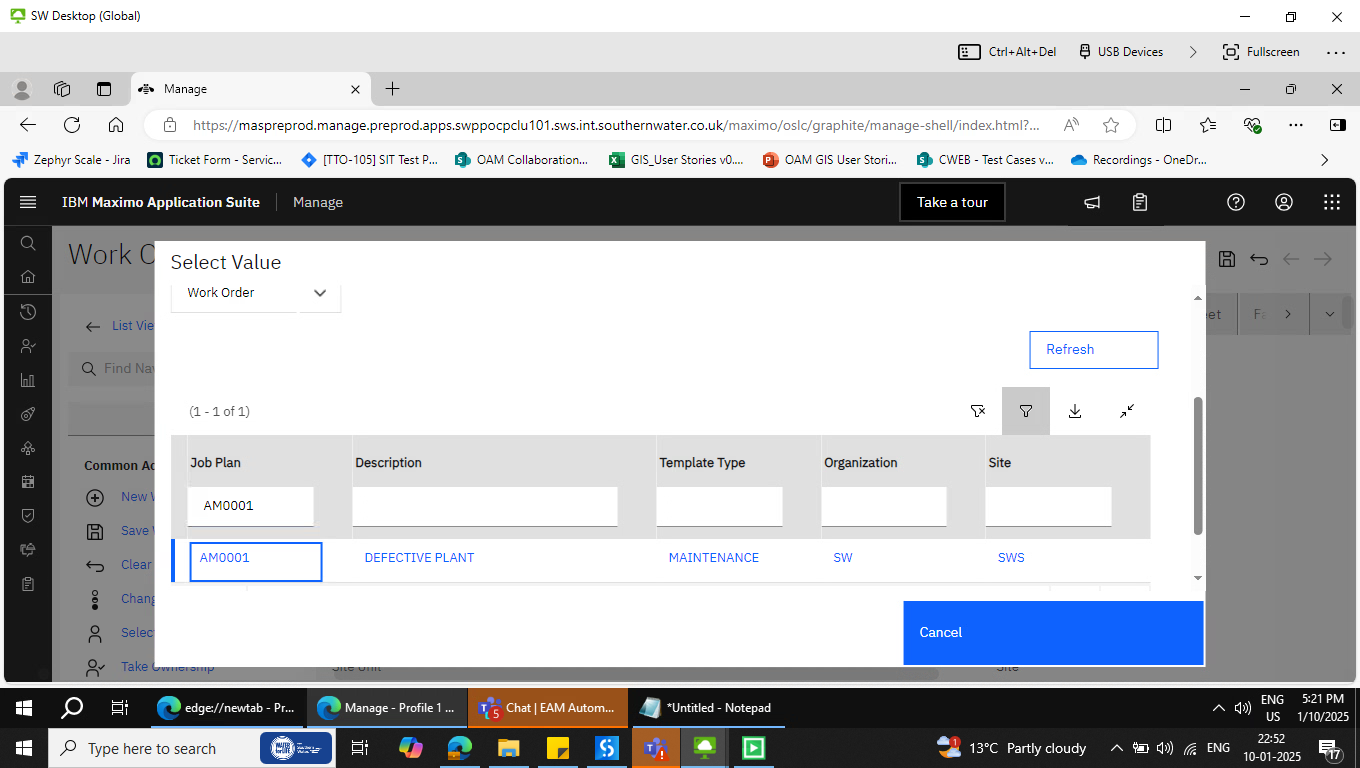 SW Desktop (Global)
Ctrl+Alt+Del
USB Devices
Fullscreen
Manage
https://maspreprod.manage.preprod.apps.swppocpclu101.sws.int.southernwater.co.uk/maximo/oslc/graphite/manage-shell/index.html?...
Zephyr Scale - Jira
Ticket Form - Servic...
[TTO-105] SIT Test P...
OAM Collaboration...
GIS_User Stories v0....
OAM GIS User Stori...
CWEB - Test Cases v...
Recordings - OneDr...
IBM Maximo Application Suite
Manage
Take a tour
Work O
Select Value
Work Order
List Vie
Find Nav
eet
Fa
Refresh
(1 - 1 of 1)
Job Plan
Description
Template Type
Organization
Site
AM0001
AM0001
DEFECTIVE PLANT
MAINTENANCE
SW
SWS
Common Ac
New W
Save W
Clear
Chang
Select
Take Ownership
Cancel
Site Unit
Site
edge://newtab - Pr...
Manage - Profile 1 ...
5
Chat | EAM Autom...
*Untitled - Notepad
ENG
US
5:21 PM
1/10/2025
Type here to search
1
13°C Partly cloudy
ENG
22:52
10-01-2025
17